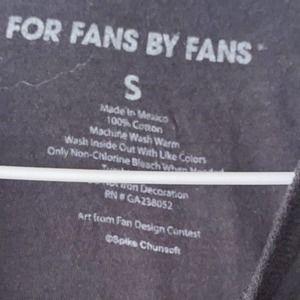 FOR FANS BY FANS
S
Made in Mexico
100% Cotton
Machine Wash Warm
Wash Inside Out With Like Colors
Only Non-Chlorine Bleach When Needed
Iron Decoration
RN # GA238052
Art from Fan Design Contest
©Spike Chunsoft